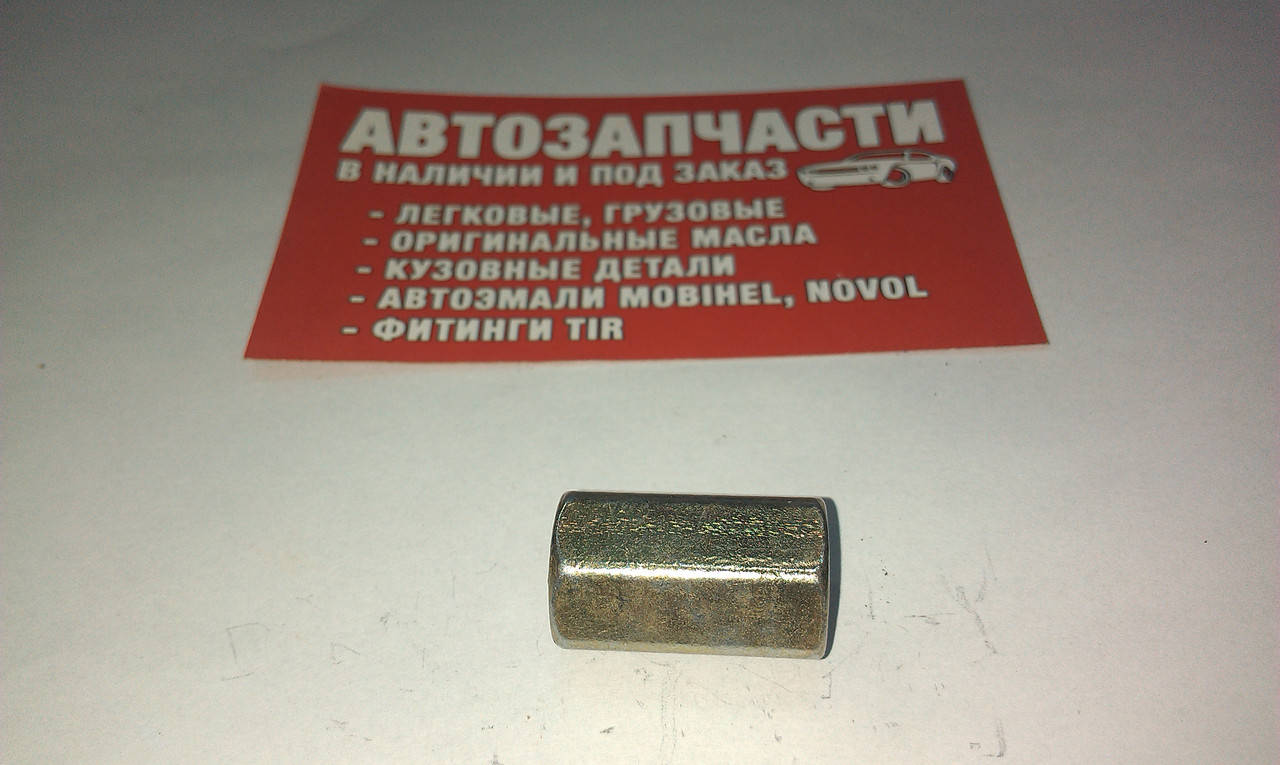 АВТОЗАПЧАСТИ
В НАЛИЧИИ И ПОД ЗАКАЗ
- ЛЕГКОВЫЕ, ГРУЗОВЫЕ
- ОРИГИНАЛЬНЫЕ МАСЛА
- КУЗОВНЫЕ ДЕТАЛИ
- АВТОЭМАЛИ MOBIHEL, NOVOL
- ФИТИНГИ TIR